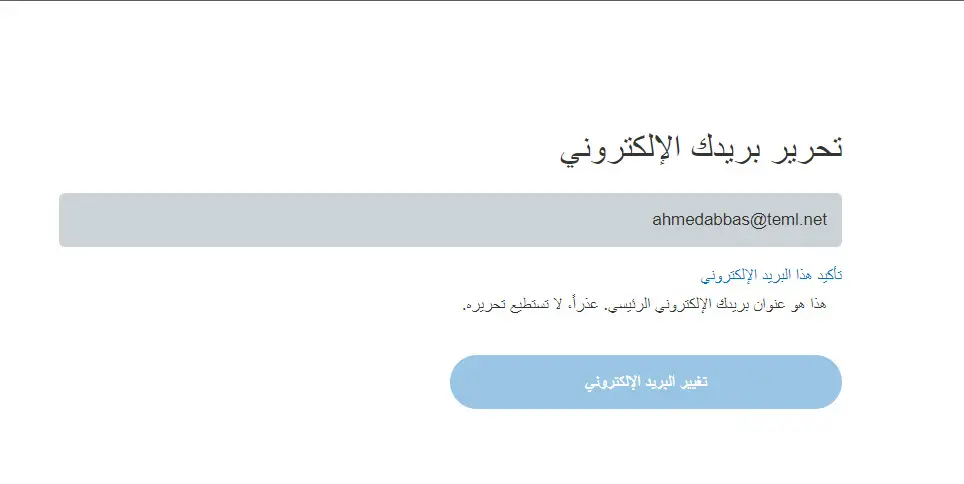 تحرير بريدك الإلكتروني
ahmedabbas@teml.net
تأكيد هذا البريد الإلكتروني
هذا هو عنوان بريدك الإلكتروني الرئيسي. عذراً، لا تستطيع تحريره.
تغيير البريد الإلكتروني